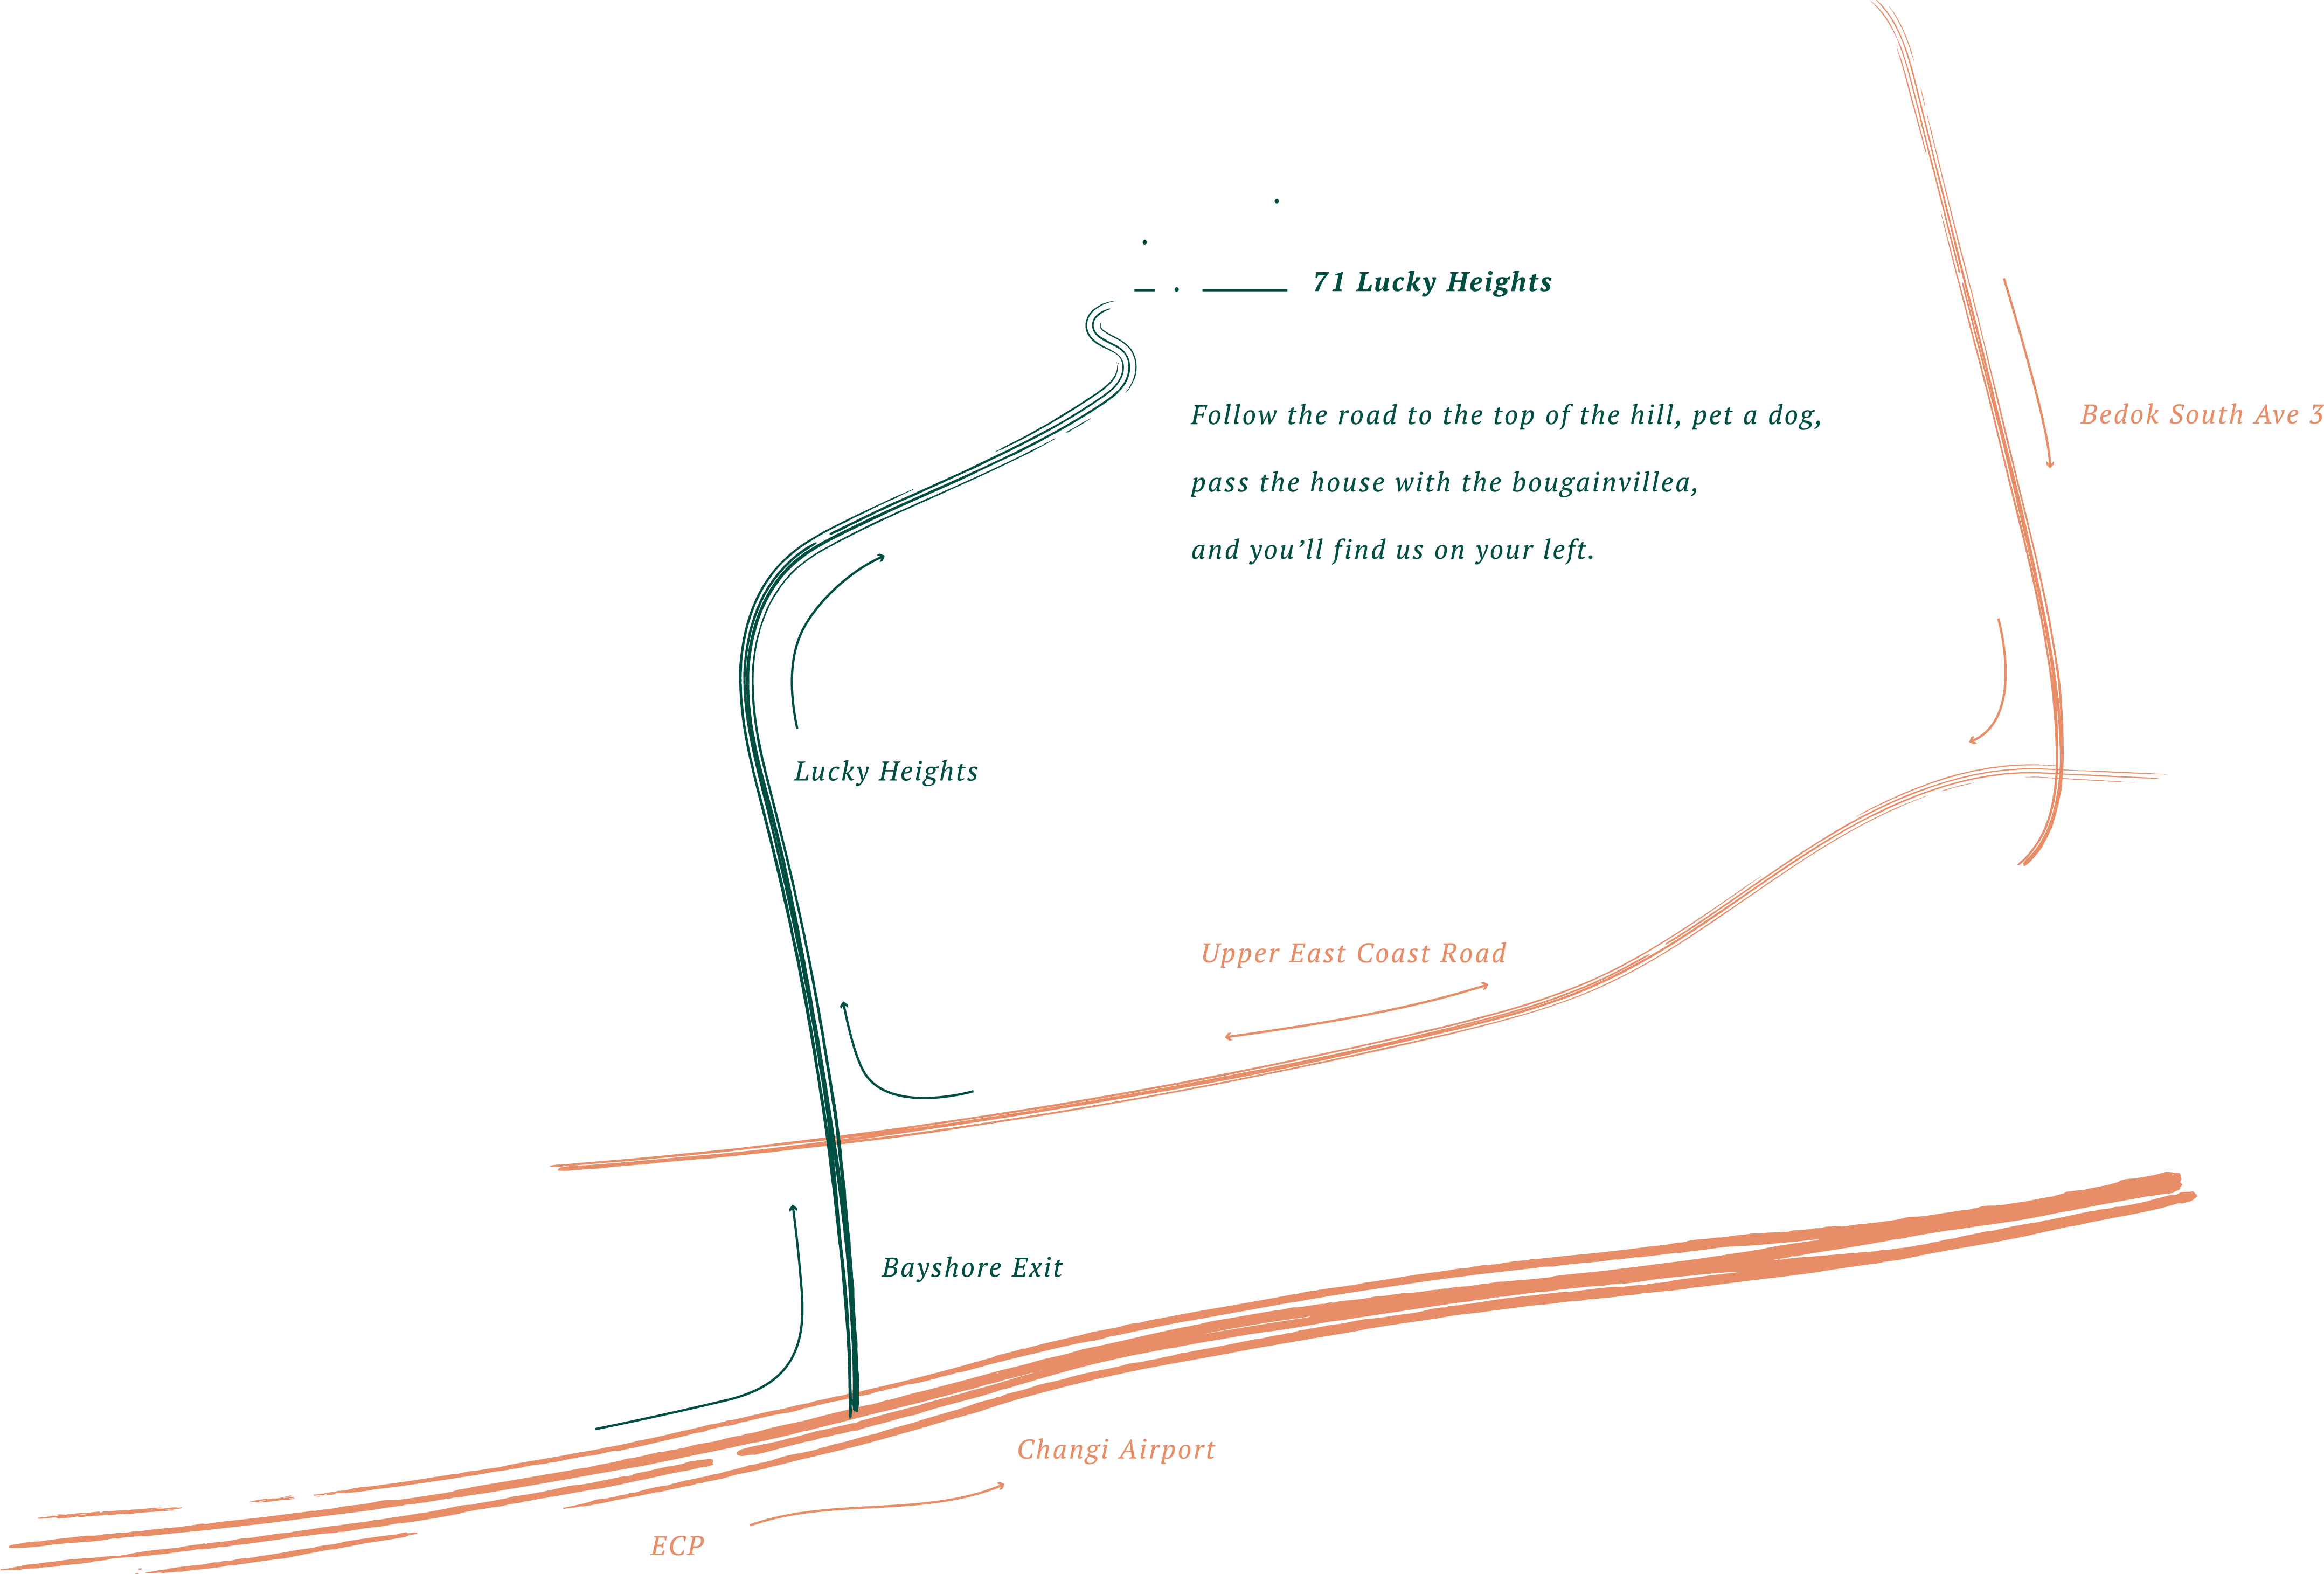 71 Lucky Heights
Follow the road to the top of the hill, pet a dog,
pass the house with the bougainvillea,
and you’ll find us on your left.
Bedok South Ave 3
Lucky Heights
Upper East Coast Road
Bayshore Exit
Changi Airport
ECP